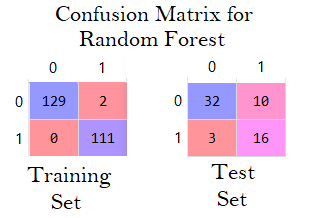 Confusion Matrix for
Random Forest
0 1
0 129 2
1 0 111
Training
Set
0 1
0 32 10
1 3 16
Test
Set